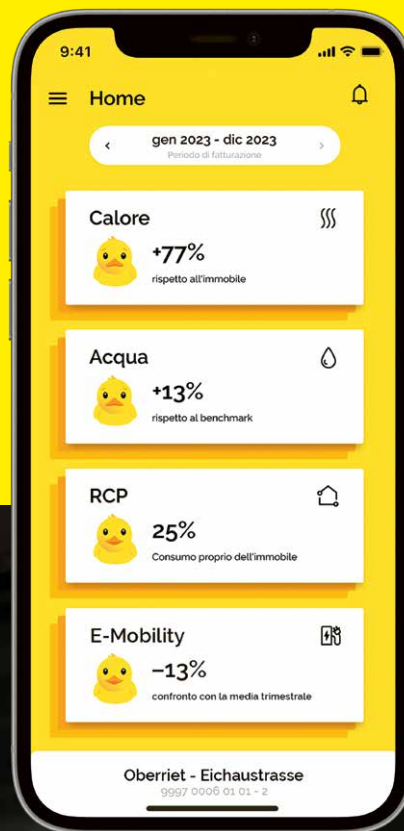 9:41
Home
gen 2023 - dic 2023
Periodo di fatturazione
Calore
+77%
rispetto all'immobile
Acqua
+13%
rispetto al benchmark
RCP
25%
Consumo proprio dell'immobile
E-Mobility
–13%
confronto con la media trimestrale
Oberriet - Eichaustrasse
9997 0006 01 01 - 2